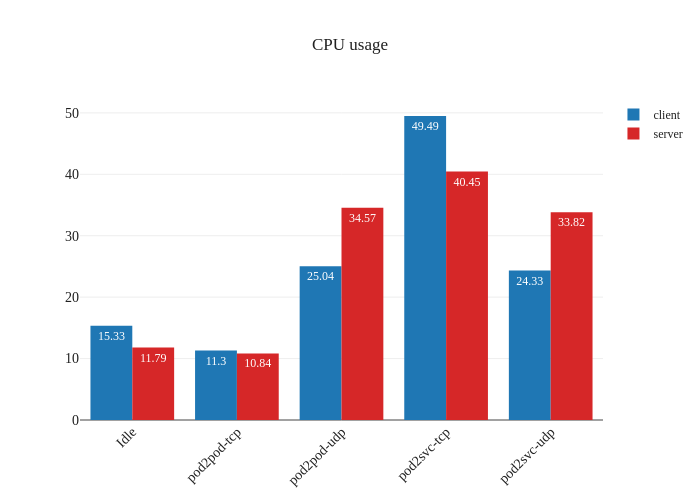 CPU usage
50
40
30
20
10
0
15.33
11.79
11.3
10.84
25.04
34.57
49.49
40.45
24.33
33.82
Idle
pod2pod-tcp
pod2pod-udp
pod2svc-tcp
pod2svc-udp
client
server